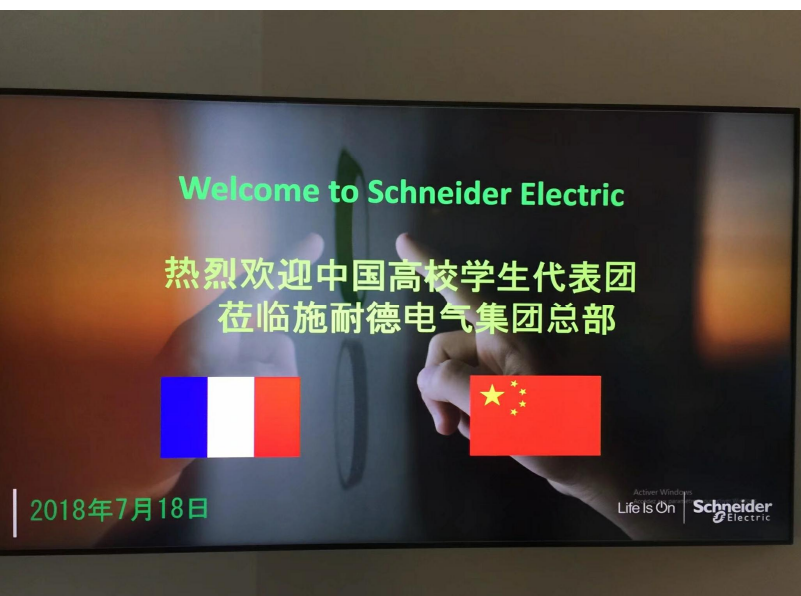 Welcome to Schneider Electric
热烈欢迎中国高校学生代表团
莅临施耐德电气集团总部
2018年7月18日
Activer Windows
Life Is On
Schneider
Electric